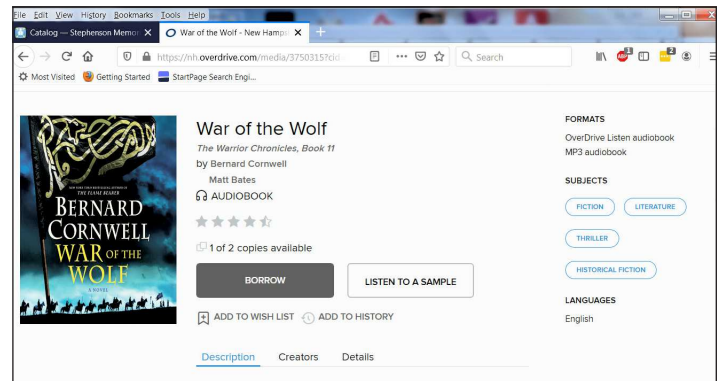 File Edit View History Bookmarks Tools Help
Catalog — Stephenson Memor
War of the Wolf - New Hamps
https://nh.overdrive.com/media/3750315?cid
Search
1
2
Most Visited Getting Started StartPage Search Engi...
BERNARD
CORNWELL
WAR OF THE
WOLF
A NOVEL
THE FLAME BEARER
War of the Wolf
The Warrior Chronicles, Book 11
by Bernard Cornwell
Matt Bates
AUDIOBOOK
1 of 2 copies available
BORROW
LISTEN TO A SAMPLE
ADD TO WISH LIST
ADD TO HISTORY
Description Creators Details
FORMATS
OverDrive Listen audiobook
MP3 audiobook
SUBJECTS
FICTION
LITERATURE
THRILLER
HISTORICAL FICTION
LANGUAGES
English